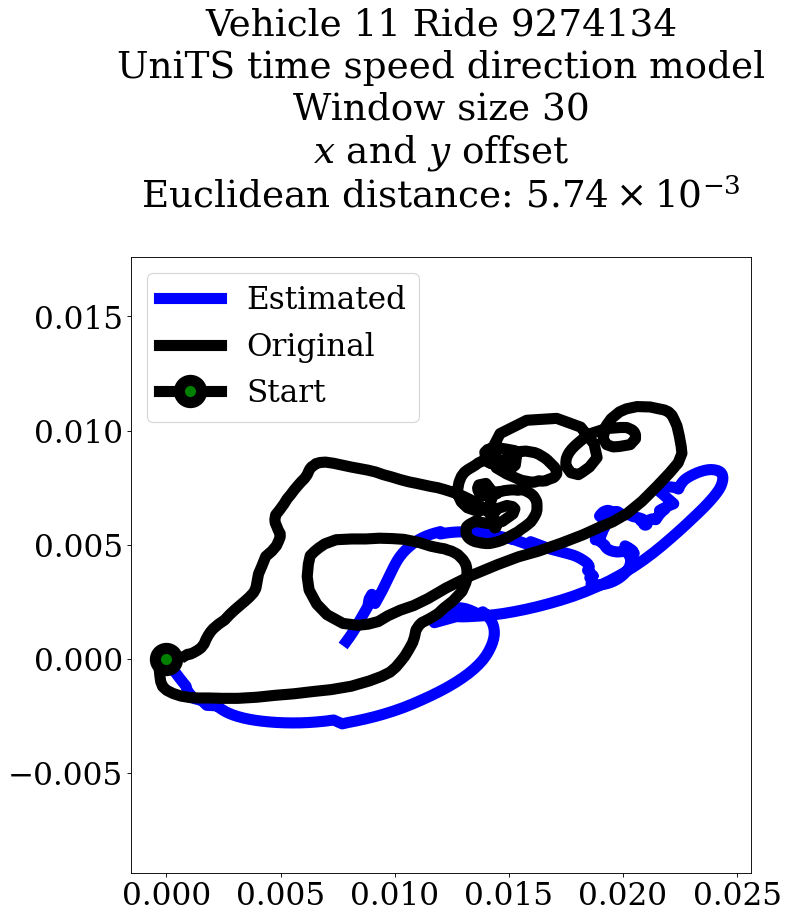 Vehicle 11 Ride 9274134
UniTS time speed direction model
Window size 30
x and y offset
Euclidean distance: 5.74 × 10⁻³
Estimated
Original
Start
0.015
0.010
0.005
0.000
−0.005
0.000 0.005 0.010 0.015 0.020 0.025